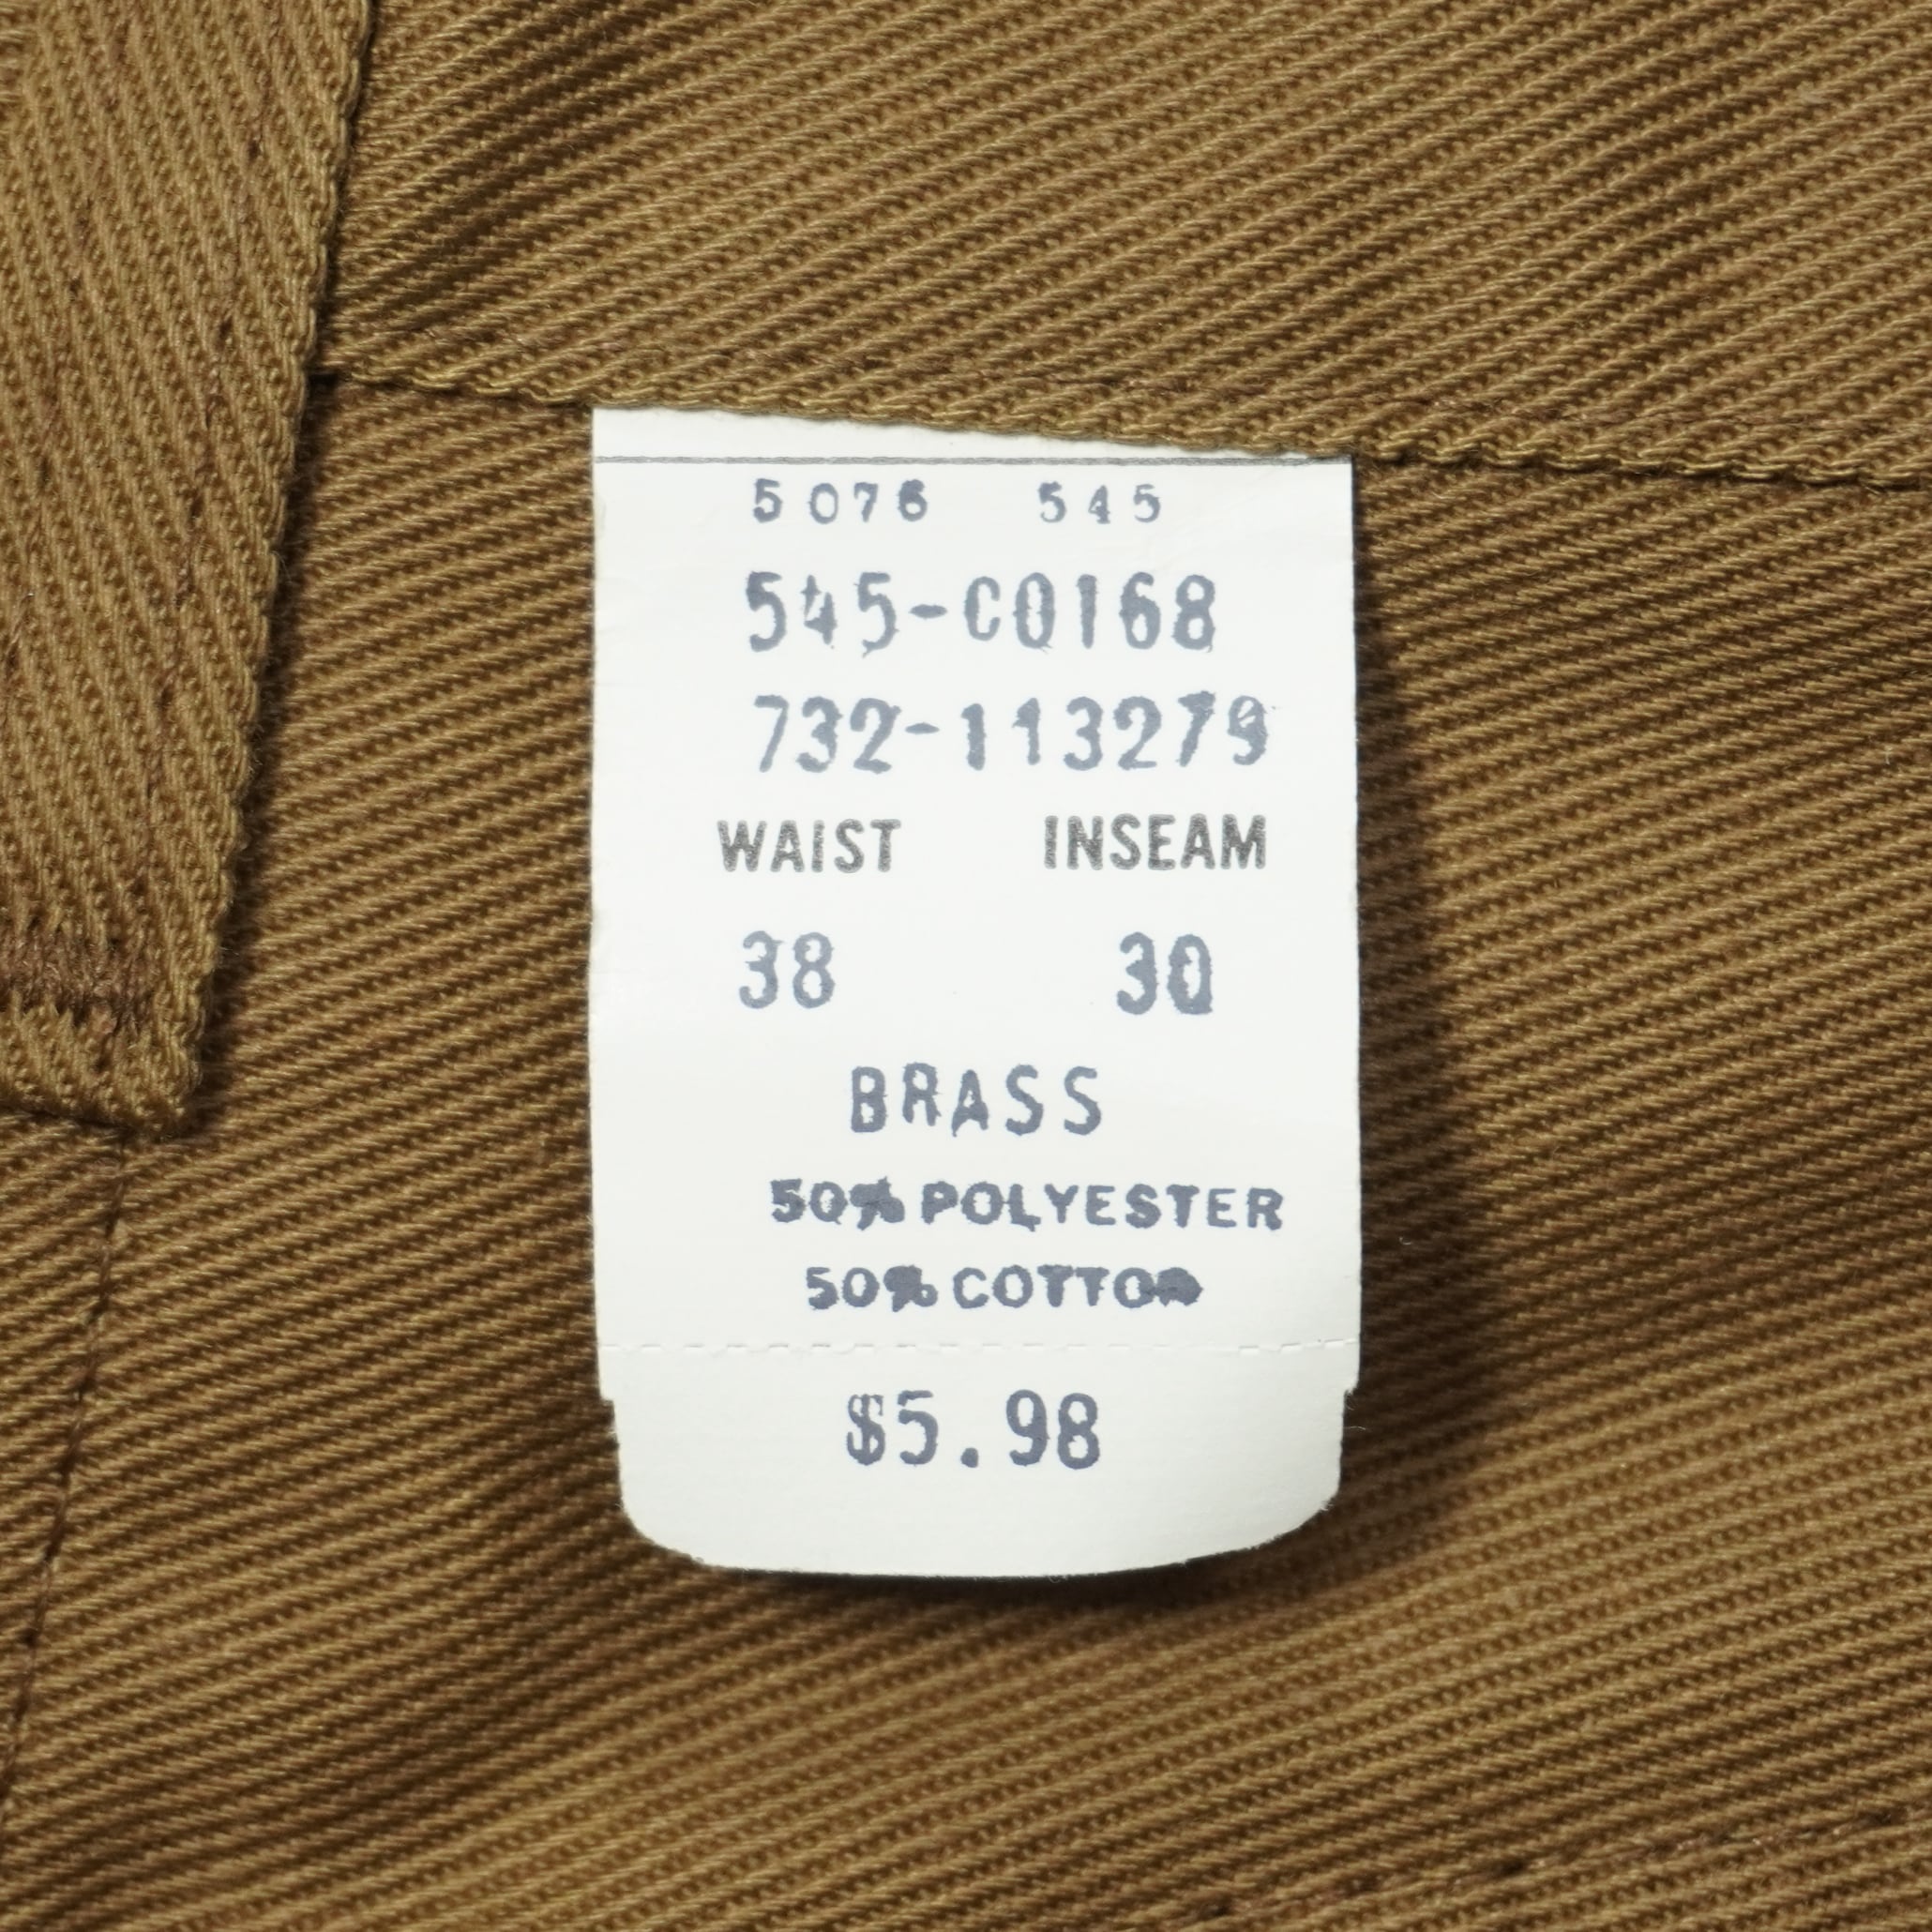 5076 545
545-C0168
732-113279
WAIST INSEAM
38 30
BRASS
50% POLYESTER
50% COTTON
$5.98